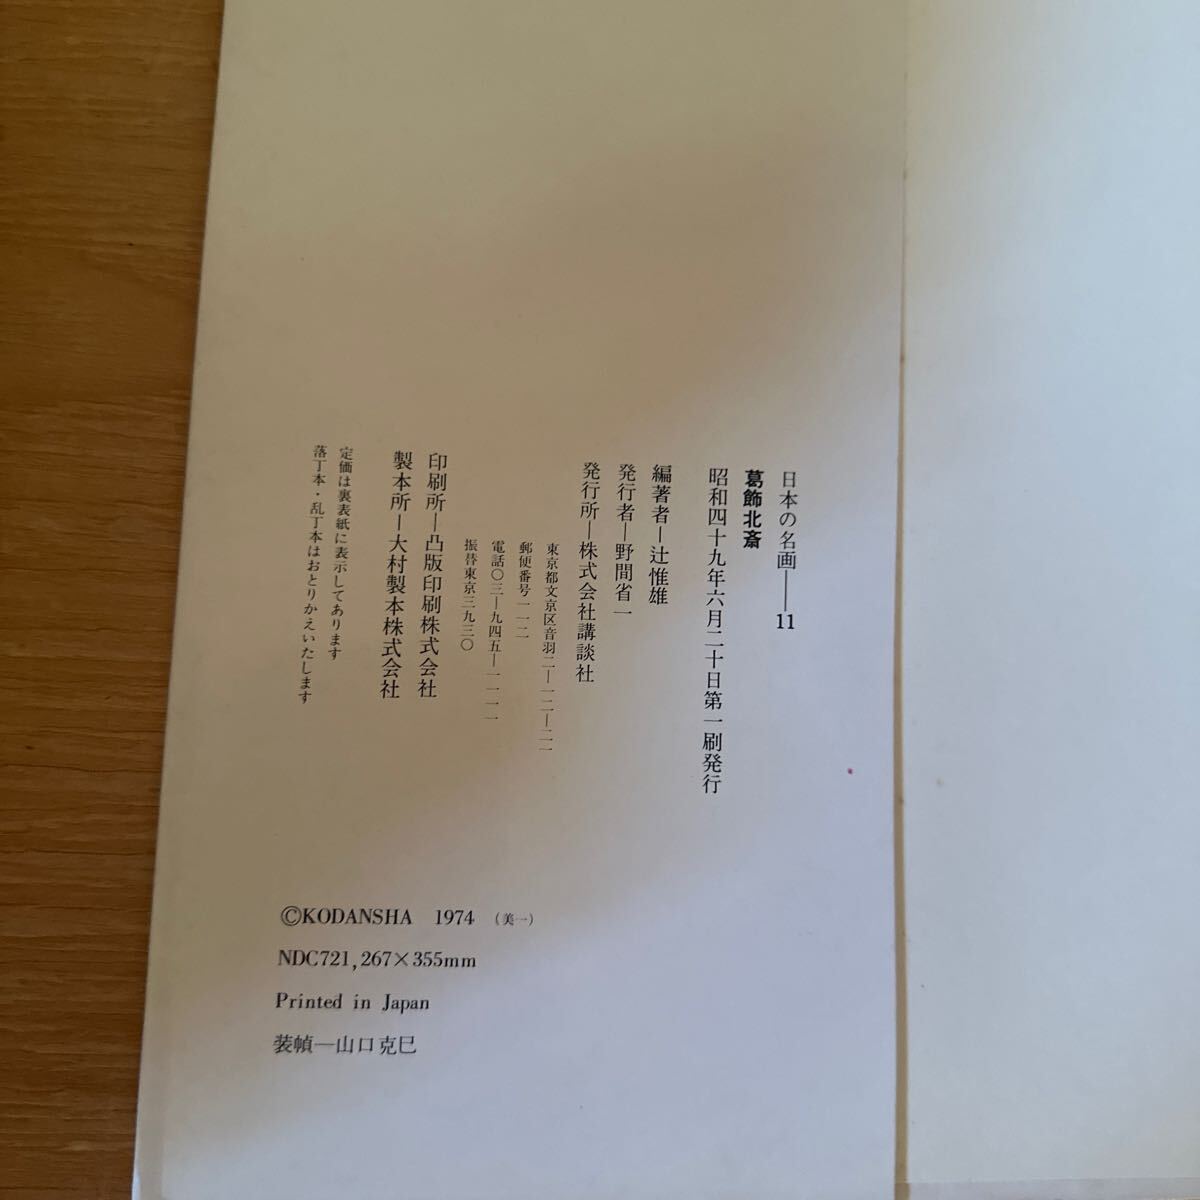 日本の名画――11
葛飾北斎
昭和四十九年六月二十日第一刷発行
編著者―辻惟雄
発行者―野間省一
発行所―株式会社講談社
東京都文京区音羽二―一二―二一
郵便番号一一二
電話〇三―九四五―一一一一
振替東京三九三〇
印刷所―凸版印刷株式会社
製本所―大村製本株式会社
定価は裏表紙に表示してあります
落丁本・乱丁本はおとりかえいたします
©KODANSHA 1974 (美一)
NDC721, 267×355mm
Printed in Japan
装幀―山口克巳